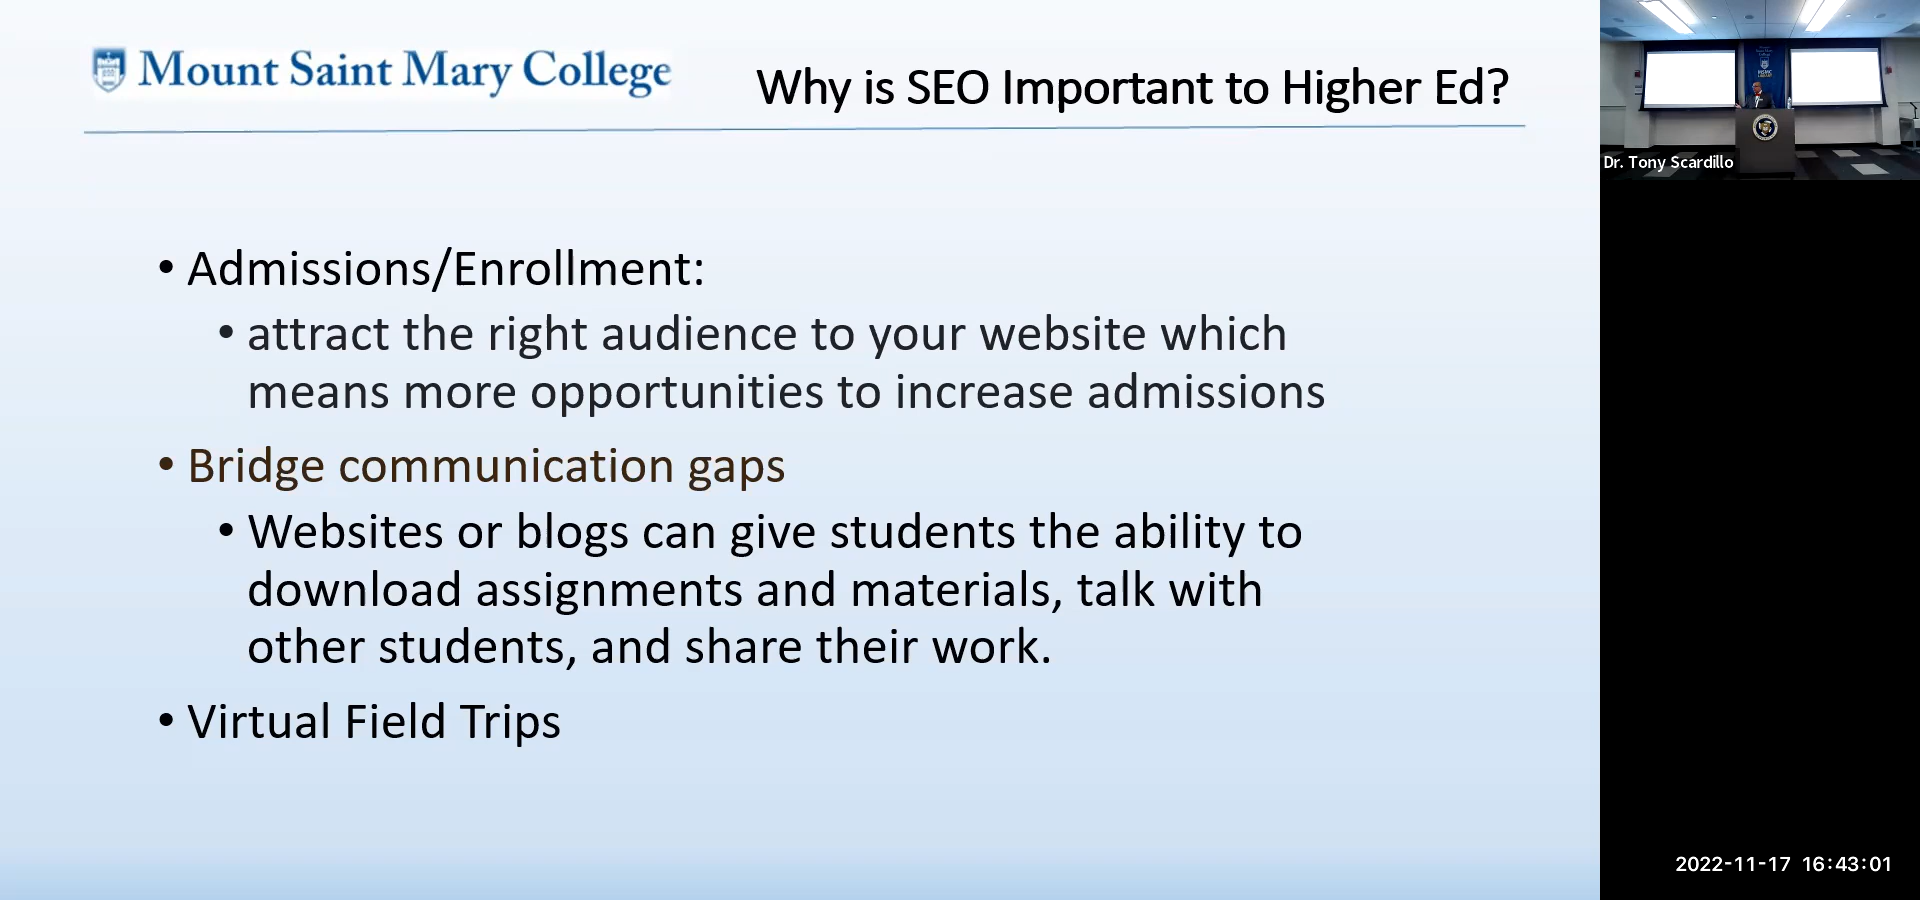 Mount Saint Mary College
Why is SEO Important to Higher Ed?
• Admissions/Enrollment:
• attract the right audience to your website which
means more opportunities to increase admissions
• Bridge communication gaps
• Websites or blogs can give students the ability to
download assignments and materials, talk with
other students, and share their work.
• Virtual Field Trips
Dr. Tony Scardillo
2022-11-17 16:43:01